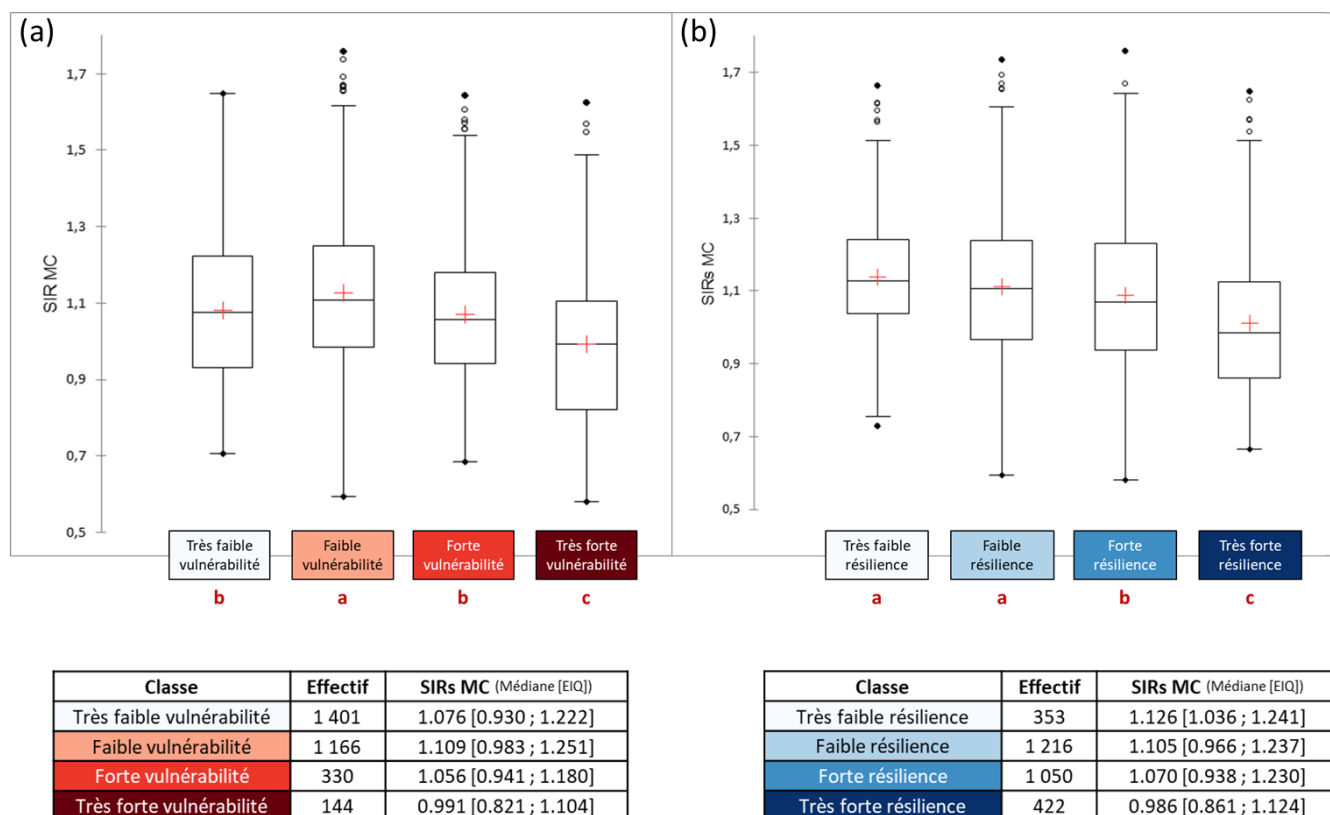 (a)
1,7
1,5
1,3
1,1
0,9
0,7
0,5
SIR MC
Très faible
vulnérabilité
Faible
vulnérabilité
Forte
vulnérabilité
Très forte
vulnérabilité
b
a
b
c
(b)
1,7
1,5
1,3
1,1
0,9
0,7
0,5
SIRs MC
Très faible
résilience
Faible
résilience
Forte
résilience
Très forte
résilience
a
a
b
c
Classe Effectif SIRs MC (Médiane [EIQ])
Très faible vulnérabilité 1 401 1.076 [0.930 ; 1.222]
Faible vulnérabilité 1 166 1.109 [0.983 ; 1.251]
Forte vulnérabilité 330 1.056 [0.941 ; 1.180]
Très forte vulnérabilité 144 0.991 [0.821 ; 1.104]
Classe Effectif SIRs MC (Médiane [EIQ])
Très faible résilience 353 1.126 [1.036 ; 1.241]
Faible résilience 1 216 1.105 [0.966 ; 1.237]
Forte résilience 1 050 1.070 [0.938 ; 1.230]
Très forte résilience 422 0.986 [0.861 ; 1.124]